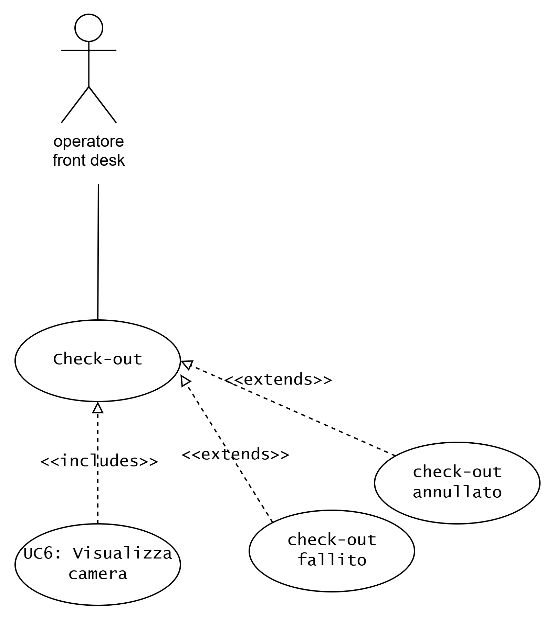 operatore
front desk
Check-out
<<extends>>
<<includes>>
<<extends>>
check-out
annullato
UC6: Visualizza
camera
check-out
fallito